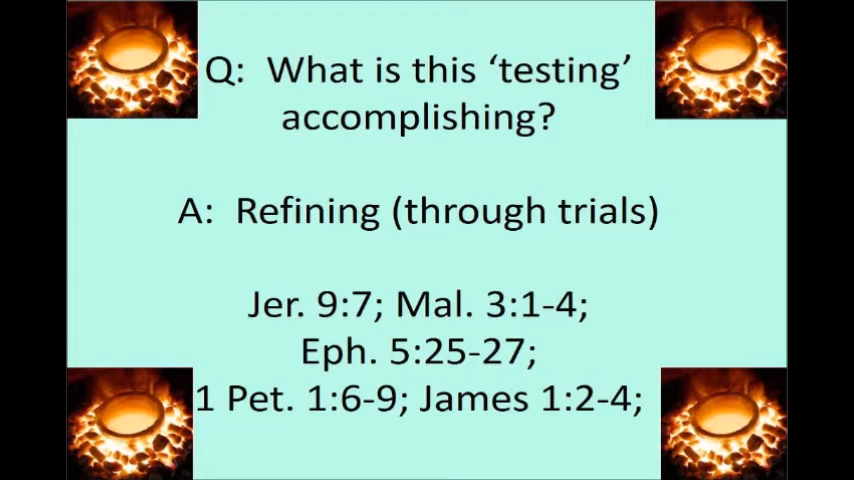 Q:  What is this ‘testing’
accomplishing?
A:  Refining (through trials)
Jer. 9:7; Mal. 3:1-4;
Eph. 5:25-27;
1 Pet. 1:6-9; James 1:2-4;